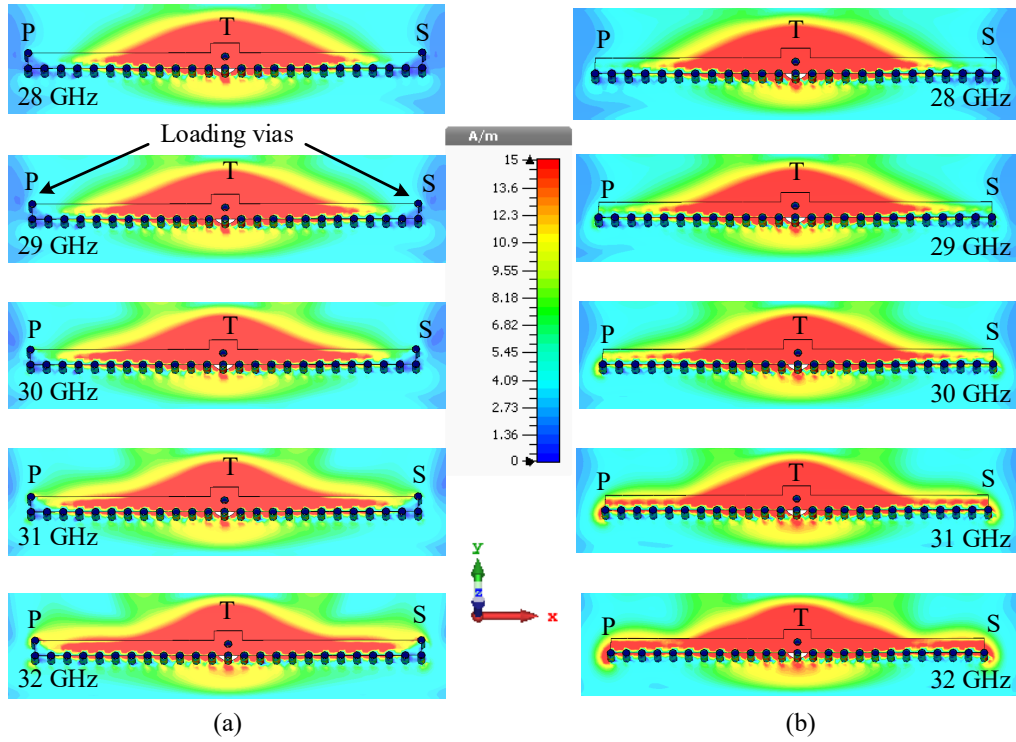 P T S
28 GHz
Loading vias
P T S
29 GHz
P T S
30 GHz
P T S
31 GHz
P T S
32 GHz
(a)
A/m
15
13.6
12.3
10.9
9.55
8.18
6.82
5.45
4.09
2.73
1.36
0
y
z
x
P T S
28 GHz
P T S
29 GHz
P T S
30 GHz
P T S
31 GHz
P T S
32 GHz
(b)